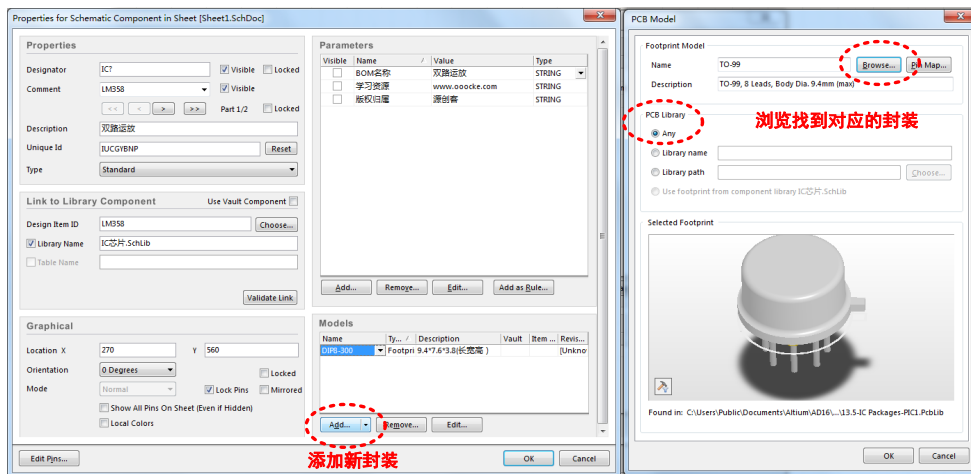 Properties for Schematic Component in Sheet [Sheet1.SchDoc]
Properties
Designator IC? Visible Locked
Comment LM358 Visible
<< < > >> Part 1/2 Locked
Description 双路运放
Unique Id IUCGYBNP Reset
Type Standard
Link to Library Component Use Vault Component
Design Item ID LM358 Choose...
Library Name IC芯片.SchLib
Table Name
Validate Link
Graphical
Location X 270 Y 560
Orientation 0 Degrees Locked
Mode Normal Lock Pins Mirrored
Show All Pins On Sheet (Even if Hidden)
Local Colors
Edit Pins...
Parameters
Visible Name / Value Type
BOM名称 双路运放 STRING
学习资源 www.ooocke.com STRING
版权归属 源创客 STRING
Add... Remove... Edit... Add as Rule...
Models
Name Ty... / Description Vault Item ... Revis...
DIP8-300 Footpri 9.4*7.6*3.8(长宽高) [Unkno
Add... Remove... Edit...
添加新封装
OK Cancel
PCB Model
Footprint Model
Name TO-99 Browse... Pin Map...
Description TO-99, 8 Leads, Body Dia. 9.4mm (max)
浏览找到对应的封装
PCB Library
Any
Library name
Library path Choose...
Use footprint from component library IC芯片.SchLib
Selected Footprint
Found in: C:\Users\Public\Documents\Altium\AD16\...\13.5-IC Packages-PIC1.PcbLib
OK Cancel